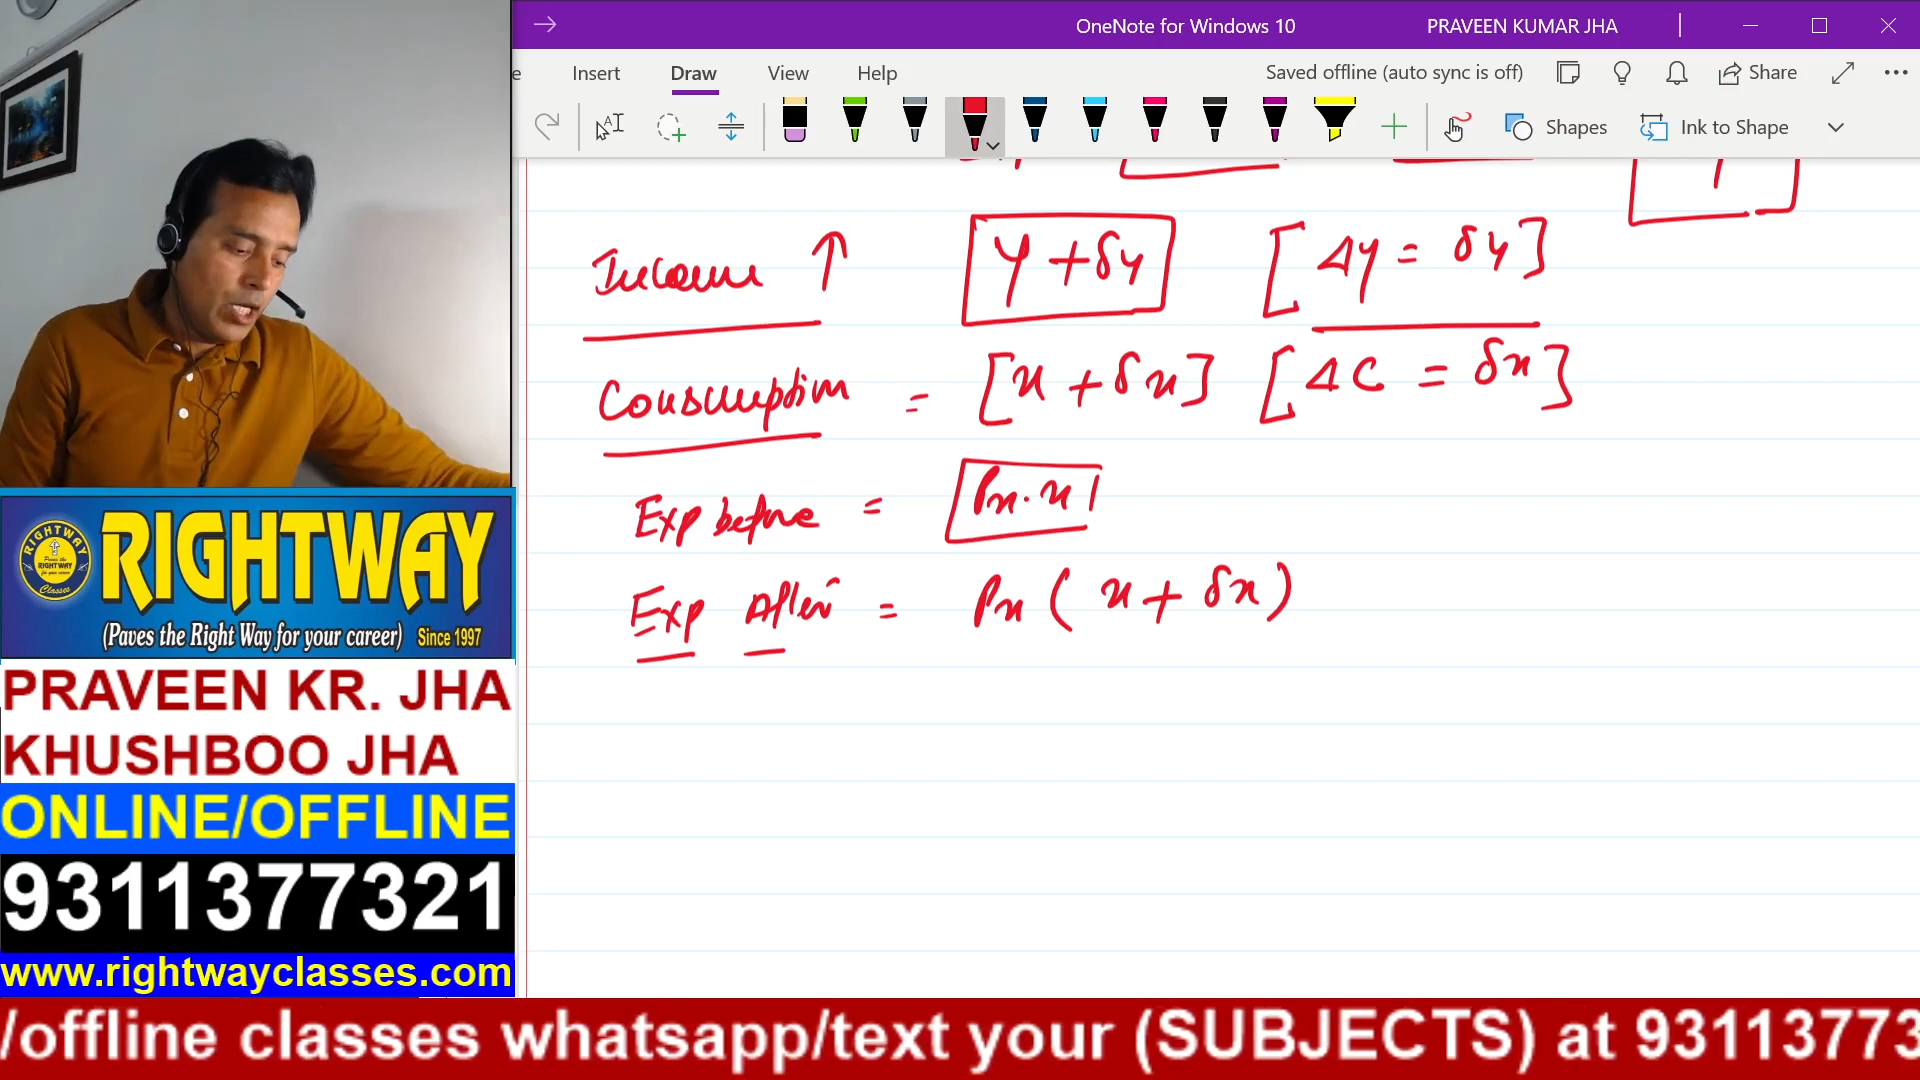 OneNote for Windows 10 PRAVEEN KUMAR JHA
e Insert Draw View Help Saved offline (auto sync is off) Share
Shapes Ink to Shape
Income ↑ y + δy [Δy = δy]
Consumption = [x + δx] [ΔC = δx]
Exp before = Px · x
Exp After = Px (x + δx)
RIGHTWAY
RIGHTWAY
Classes
(Paves the Right Way for your career) Since 1997
PRAVEEN KR. JHA
KHUSHBOO JHA
ONLINE/OFFLINE
9311377321
www.rightwayclasses.com
/offline classes whatsapp/text your (SUBJECTS) at 93113773